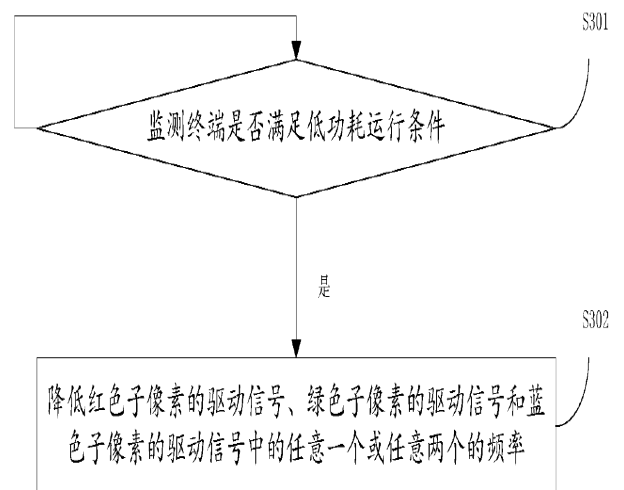 S301
监测终端是否满足低功耗运行条件
是
S302
降低红色子像素的驱动信号、绿色子像素的驱动信号和蓝
色子像素的驱动信号中的任意一个或任意两个的频率